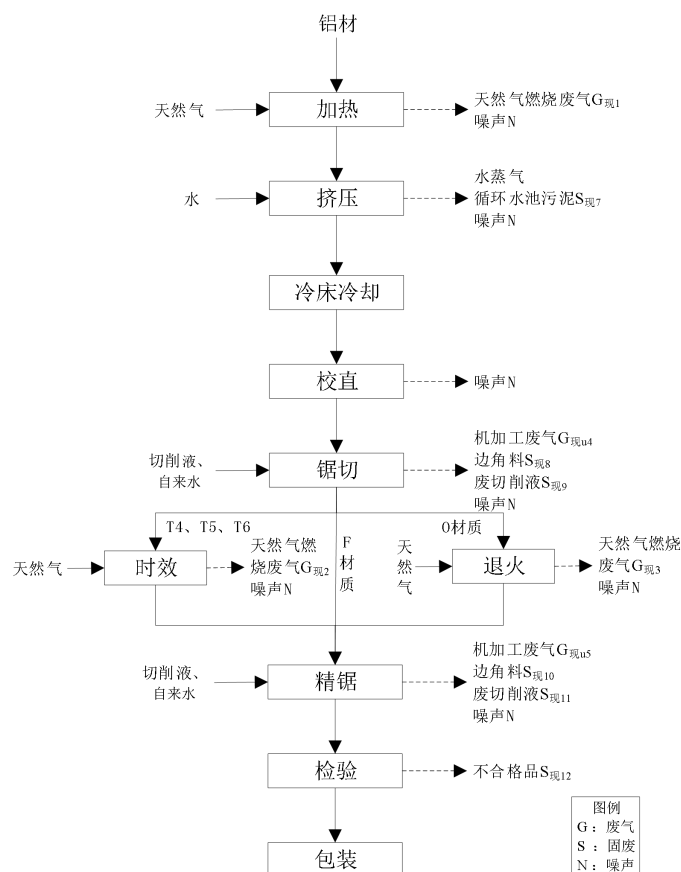 铝材
天然气
加热
天然气燃烧废气G现1
噪声N
水
挤压
水蒸气
循环水池污泥S现7
噪声N
冷床冷却
校直
噪声N
切削液、
自来水
锯切
机加工废气G现u4
边角料S现8
废切削液S现9
噪声N
T4、T5、T6
F
材
质
O材质
天然气
时效
天然气燃
烧废气G现2
噪声N
天
然
气
退火
天然气燃烧
废气G现3
噪声N
切削液、
自来水
精锯
机加工废气G现u5
边角料S现10
废切削液S现11
噪声N
检验
不合格品S现12
包装
图例
G：废气
S：固废
N：噪声